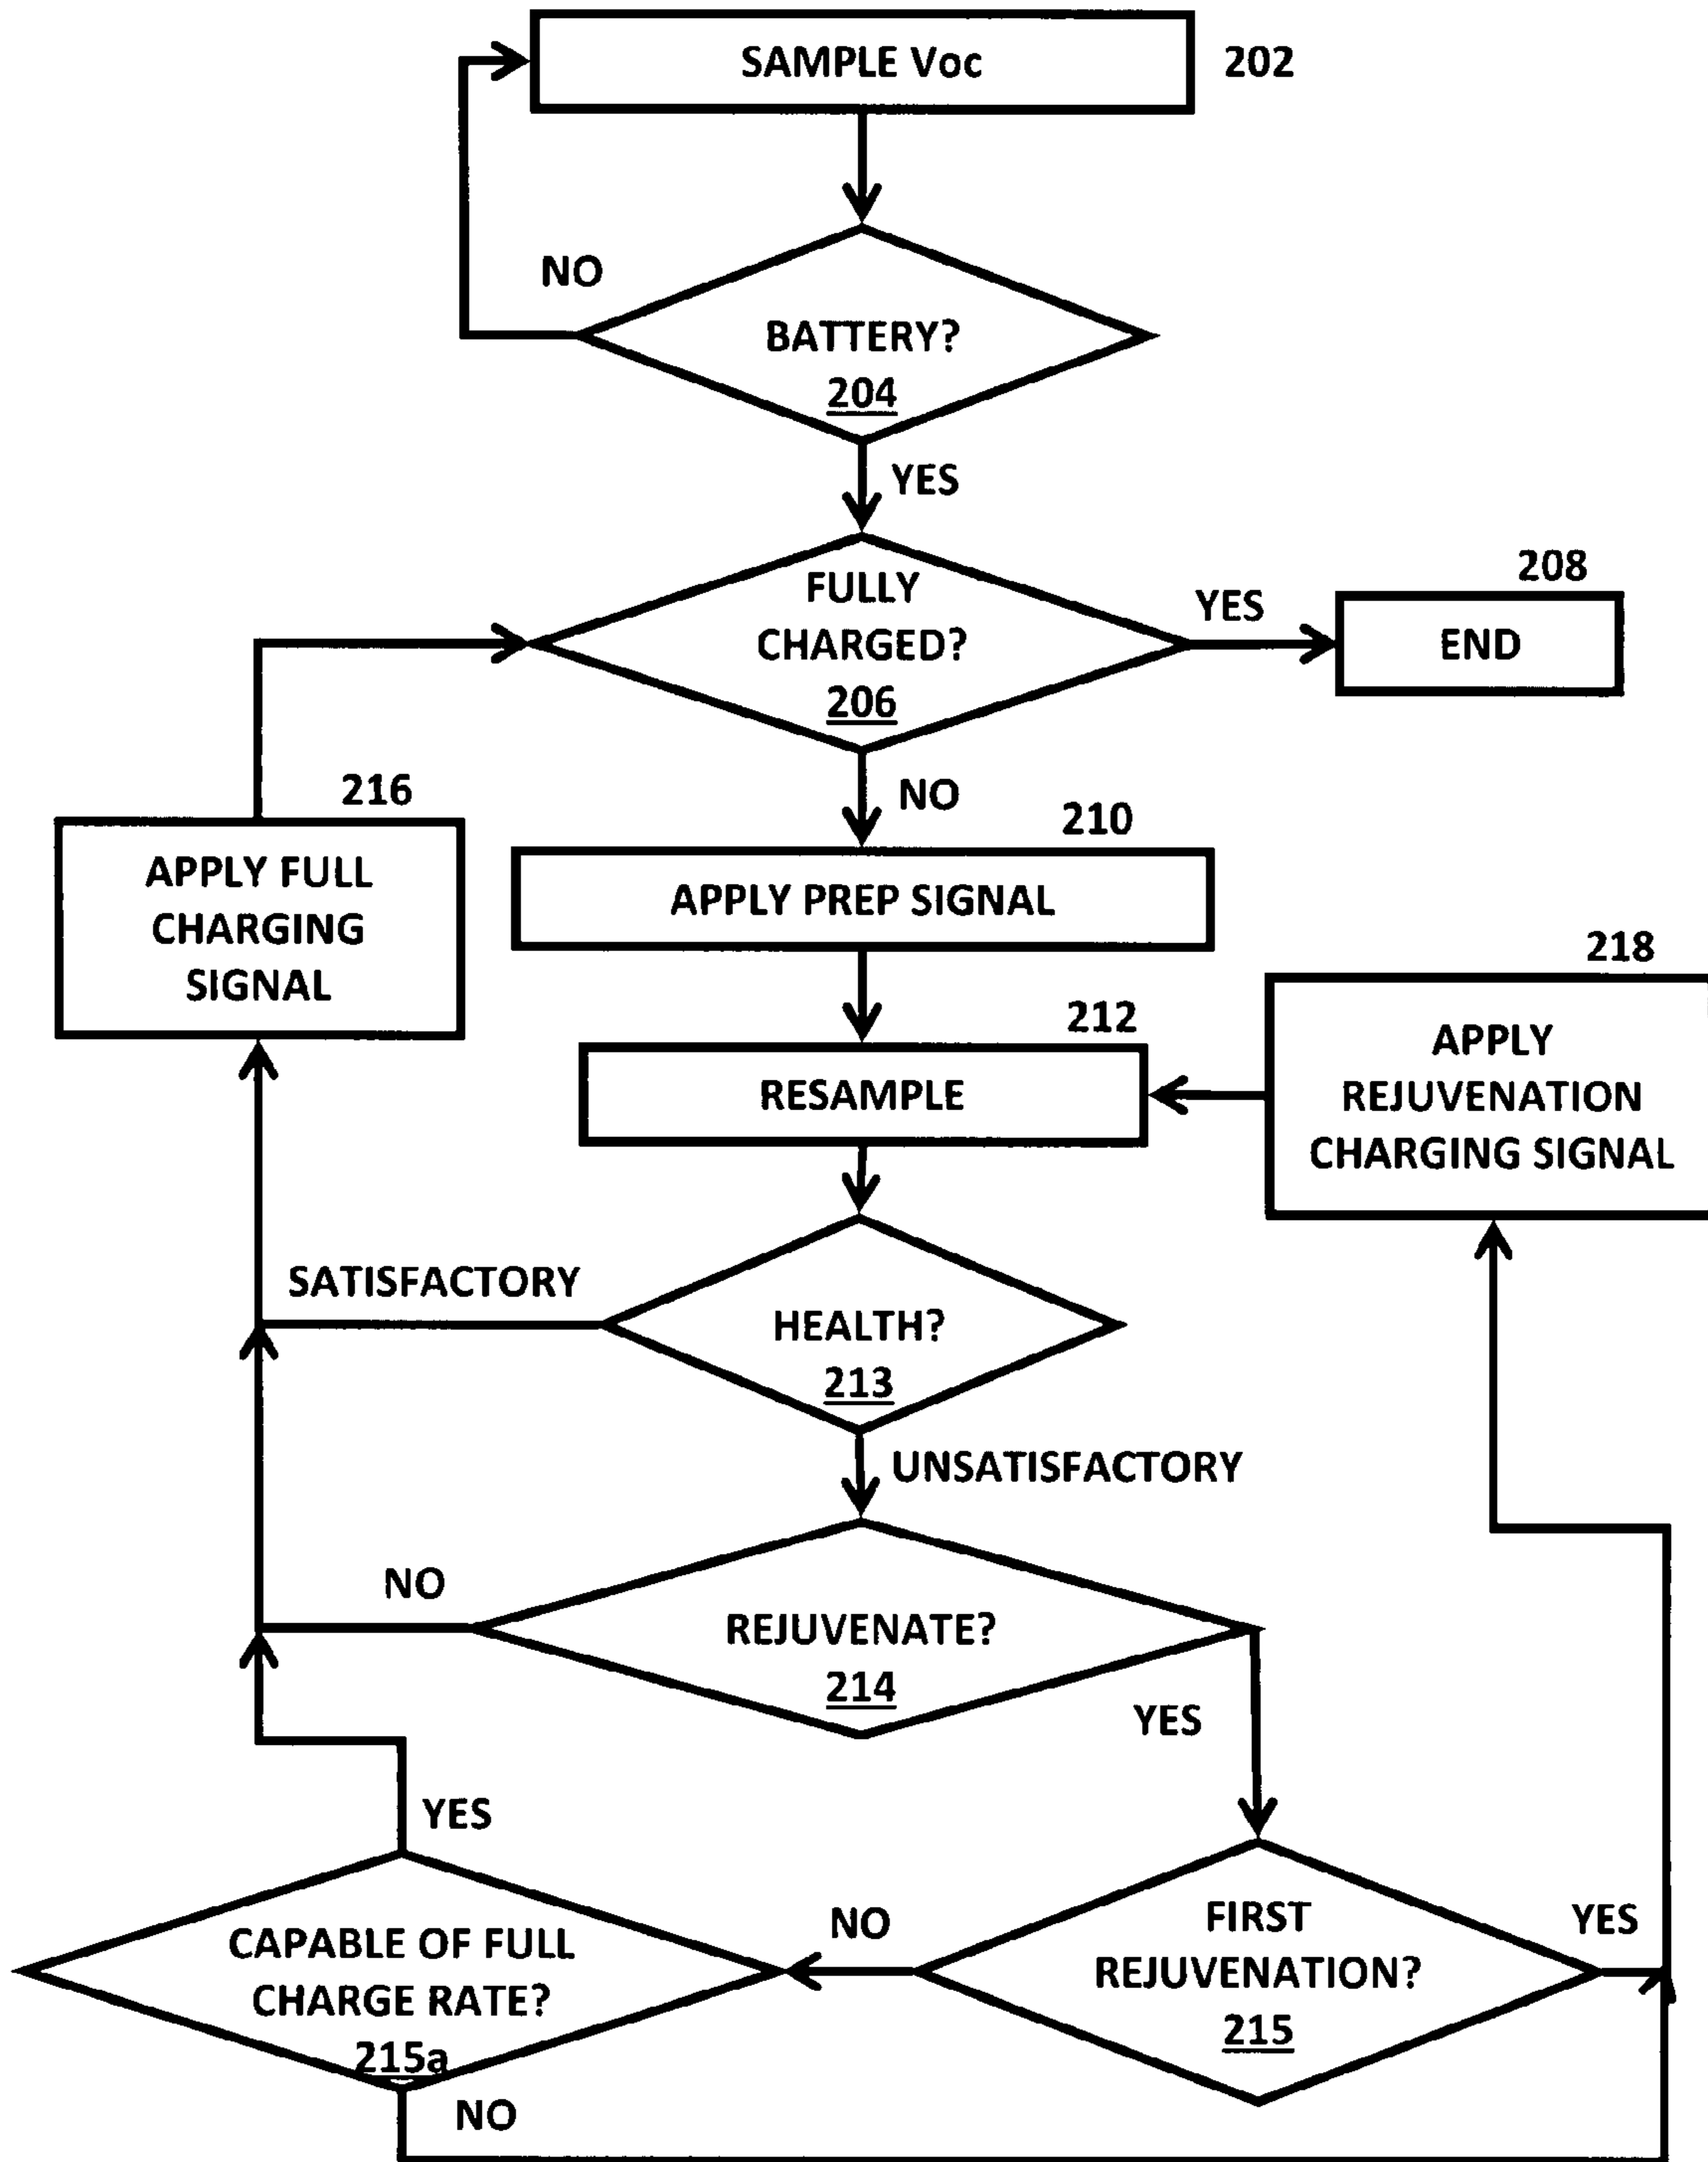 SAMPLE Voc
202
NO
BATTERY?
204
YES
FULLY
CHARGED?
206
YES
208
END
216
NO
210
APPLY FULL
CHARGING
SIGNAL
APPLY PREP SIGNAL
218
212
RESAMPLE
APPLY
REJUVENATION
CHARGING SIGNAL
SATISFACTORY
HEALTH?
213
UNSATISFACTORY
NO
REJUVENATE?
214
YES
YES
CAPABLE OF FULL
CHARGE RATE?
215a
NO
NO
FIRST
REJUVENATION?
215
YES